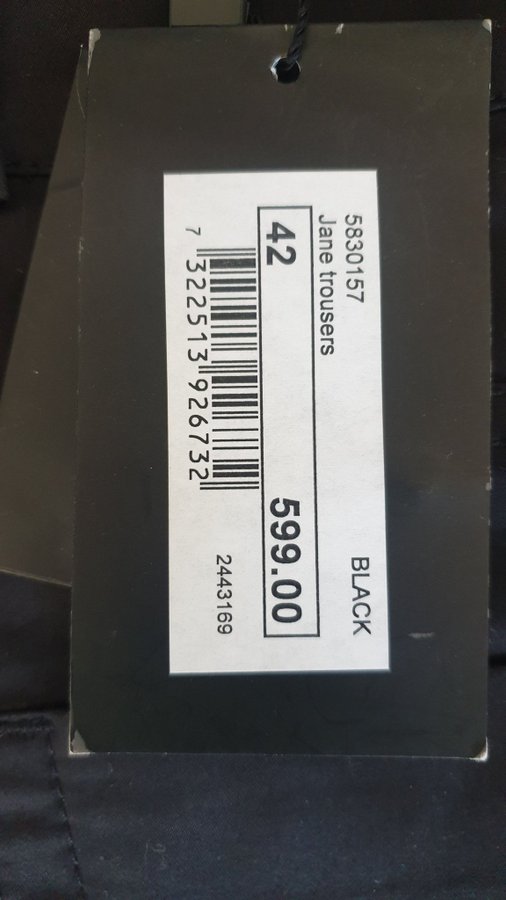 5830157 BLACK
Jane trousers
42 599.00
7 322513 926732
2443169